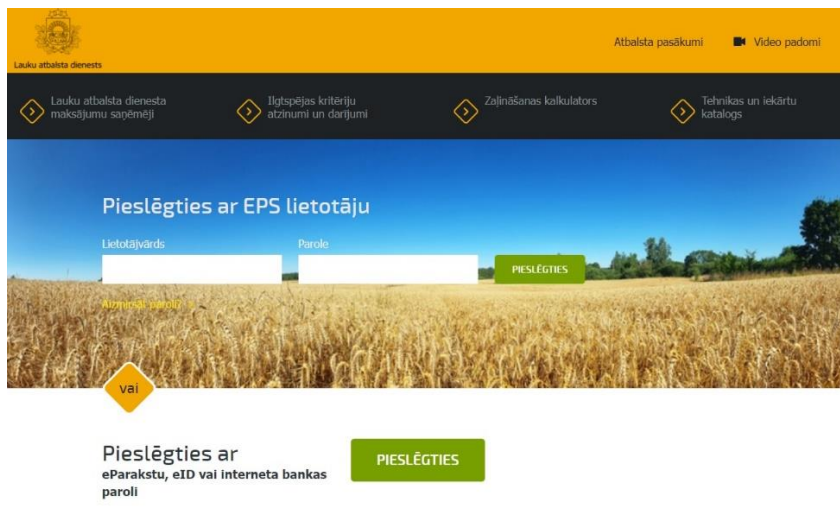 Lauku atbalsta dienests
Atbalsta pasākumi
Video padomi
Lauku atbalsta dienesta
maksājumu saņēmēji
Ilgtspējas kritēriju
atzinumi un darījumi
Zaļināšanas kalkulators
Tehnikas un iekārtu
katalogs
Pieslēgties ar EPS lietotāju
Lietotājvārds
Parole
PIESLĒGTIES
Aizmirsāt paroli?
vai
Pieslēgties ar
eParakstu, eID vai interneta bankas
paroli
PIESLĒGTIES